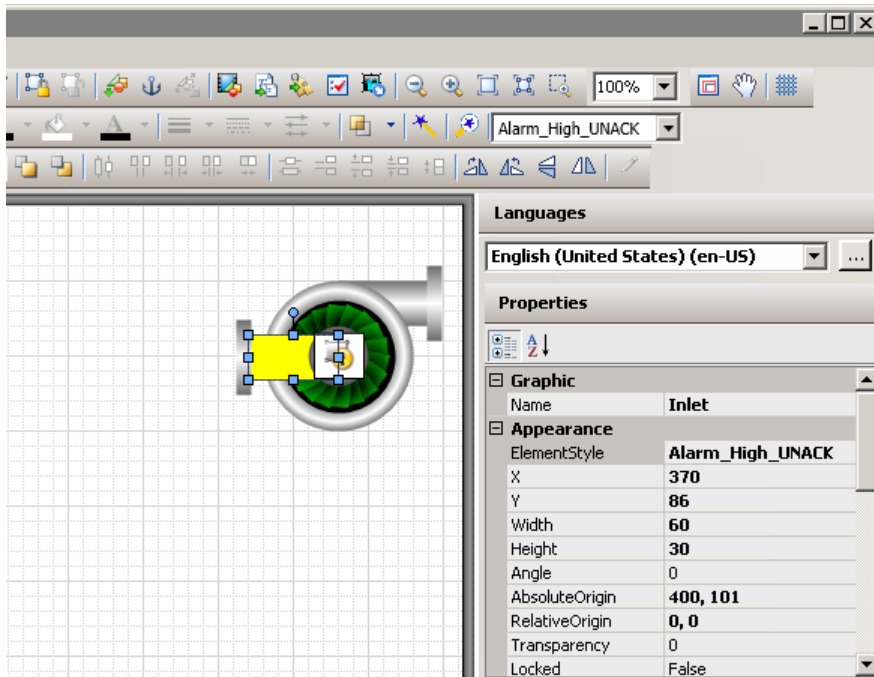 100%
A
Alarm_High_UNACK
Languages
English (United States) (en-US)
...
Properties
A
Z
Graphic
Name Inlet
Appearance
ElementStyle Alarm_High_UNACK
X 370
Y 86
Width 60
Height 30
Angle 0
AbsoluteOrigin 400, 101
RelativeOrigin 0, 0
Transparency 0
Locked False